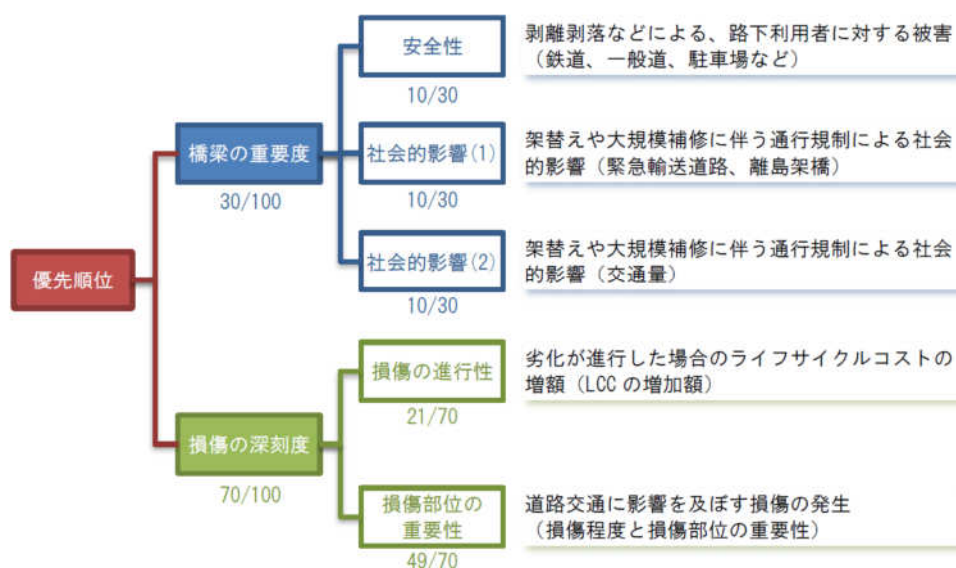 優先順位
橋梁の重要度
30/100
安全性
10/30
剥離剥落などによる、路下利用者に対する被害
（鉄道、一般道、駐車場など）
社会的影響(1)
10/30
架替えや大規模補修に伴う通行規制による社会
的影響（緊急輸送道路、離島架橋）
社会的影響(2)
10/30
架替えや大規模補修に伴う通行規制による社会
的影響（交通量）
損傷の深刻度
70/100
損傷の進行性
21/70
劣化が進行した場合のライフサイクルコストの
増額（LCC の増加額）
損傷部位の
重要性
49/70
道路交通に影響を及ぼす損傷の発生
（損傷程度と損傷部位の重要性）